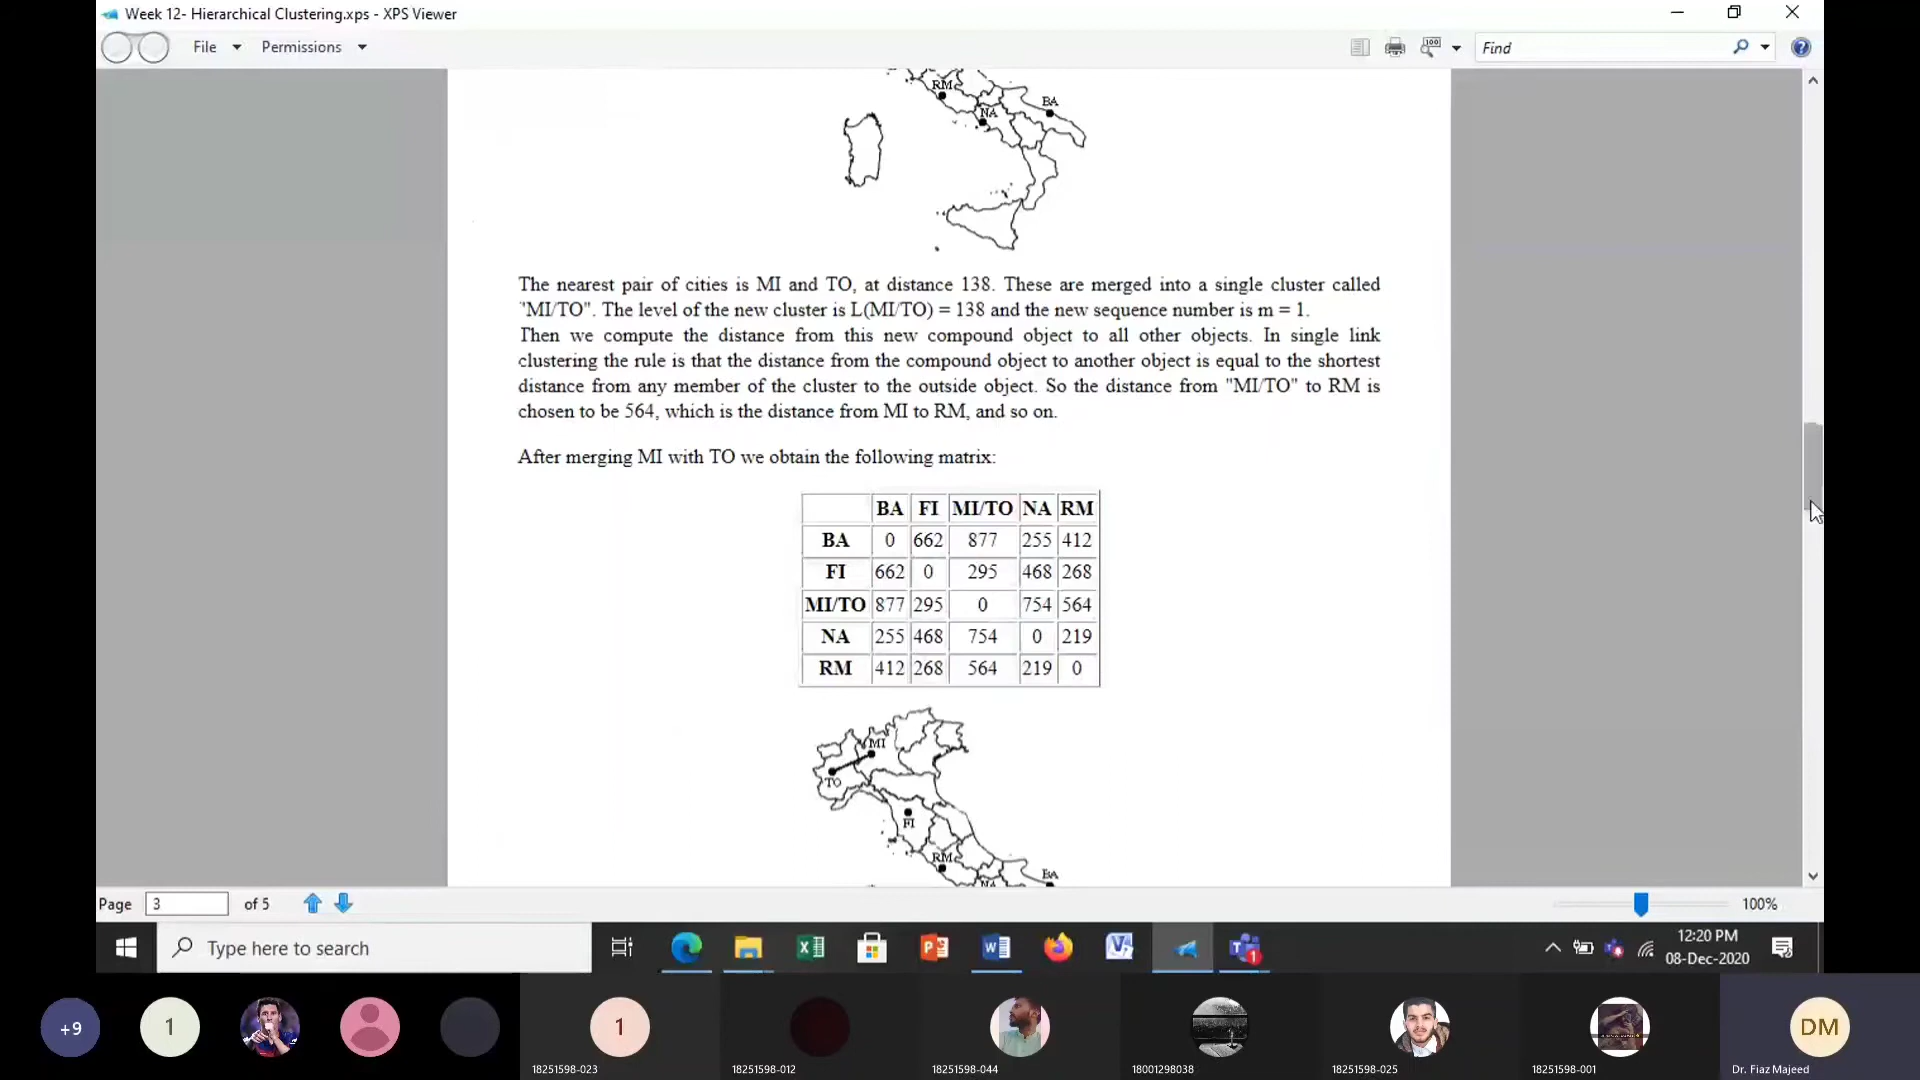 Week 12- Hierarchical Clustering.xps - XPS Viewer
File Permissions
100
Find
RM
BA
NA
The nearest pair of cities is MI and TO, at distance 138. These are merged into a single cluster called
"MI/TO". The level of the new cluster is L(MI/TO) = 138 and the new sequence number is m = 1.
Then we compute the distance from this new compound object to all other objects. In single link
clustering the rule is that the distance from the compound object to another object is equal to the shortest
distance from any member of the cluster to the outside object. So the distance from "MI/TO" to RM is
chosen to be 564, which is the distance from MI to RM, and so on.
After merging MI with TO we obtain the following matrix:
BA FI MI/TO NA RM
BA 0 662 877 255 412
FI 662 0 295 468 268
MI/TO 877 295 0 754 564
NA 255 468 754 0 219
RM 412 268 564 219 0
MI
TO
FI
RM
BA
NA
Page 3 of 5
100%
Type here to search
1
12:20 PM
08-Dec-2020
+9
1
1
DM
18251598-023
18251598-012
18251598-044
18001298038
18251598-025
18251598-001
Dr. Fiaz Majeed